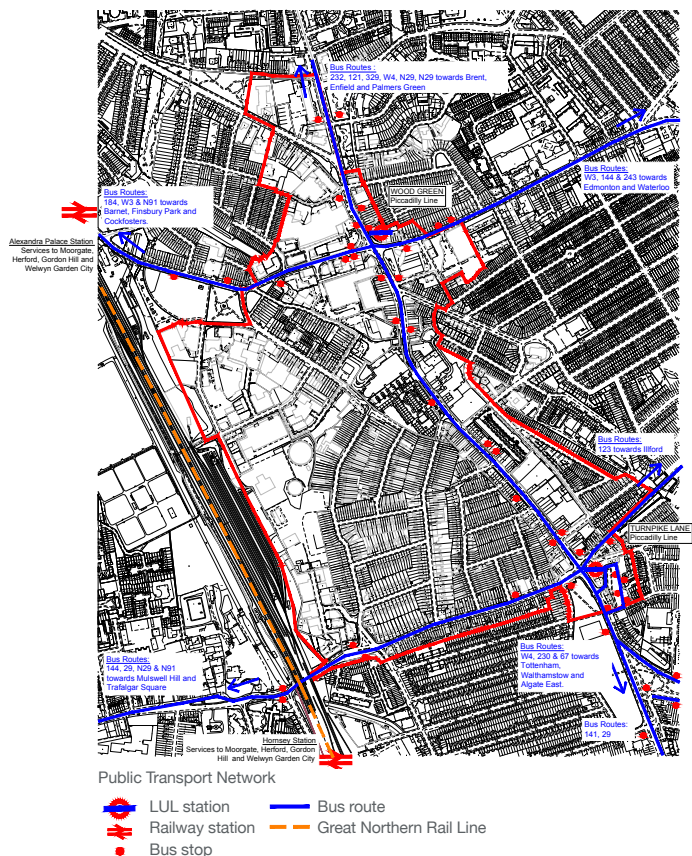 Bus Routes :
232, 121, 329, W4, N29, N29 towards Brent,
Enfield and Palmers Green
Bus Routes:
W3, 144 & 243 towards
Edmonton and Waterloo
WOOD GREEN
Piccadilly Line
Bus Routes:
184, W3 & N91 towards
Barnet, Finsbury Park and
Cockfosters.
Alexandra Palace Station
Services to Moorgate,
Herford, Gordon Hill and
Welwyn Garden City
Bus Routes:
123 towards Illford
TURNPIKE LANE
Piccadilly Line
Bus Routes:
144, 29, N29 & N91
towards Mulswell Hill and
Trafalgar Square
Bus Routes:
W4, 230 & 67 towards
Tottenham,
Walthamstow and
Algate East.
Bus Routes:
141, 29
Hornsey Station
Services to Moorgate, Herford, Gordon
Hill and Welwyn Garden City
Public Transport Network
LUL station
Bus route
Railway station
Great Northern Rail Line
Bus stop